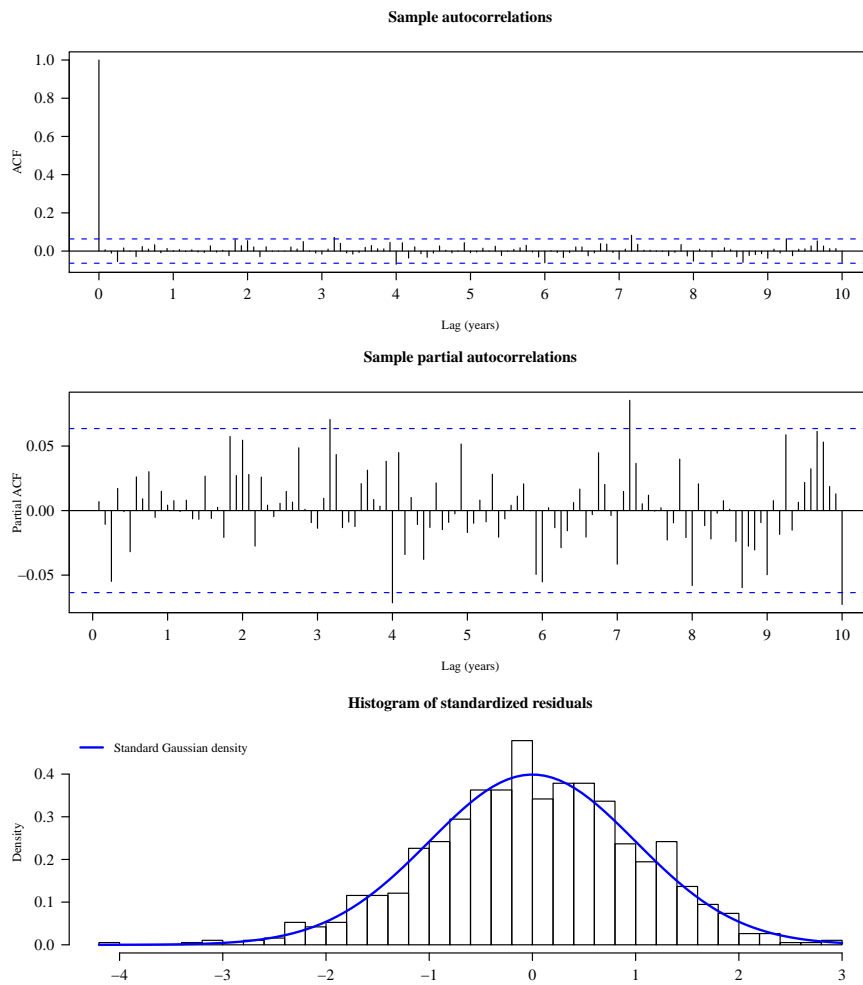 Sample autocorrelations
1.0
0.8
0.6
0.4
0.2
0.0
ACF
0 1 2 3 4 5 6 7 8 9 10
Lag (years)
Sample partial autocorrelations
0.05
0.00
−0.05
Partial ACF
0 1 2 3 4 5 6 7 8 9 10
Lag (years)
Histogram of standardized residuals
Standard Gaussian density
0.4
0.3
0.2
0.1
0.0
Density
−4 −3 −2 −1 0 1 2 3